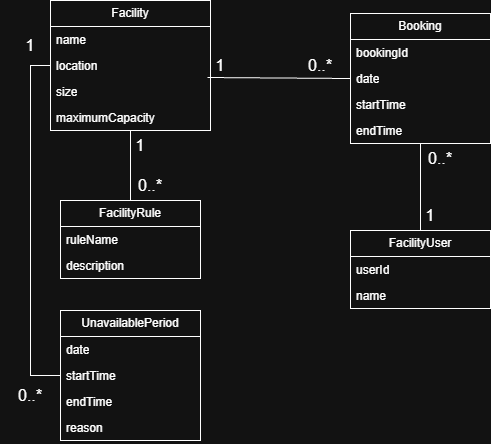 Facility
name
location
size
maximumCapacity
1
1
0..*
Booking
bookingId
date
startTime
endTime
1
0..*
FacilityRule
ruleName
description
0..*
1
FacilityUser
userId
name
UnavailablePeriod
date
startTime
endTime
reason
0..*